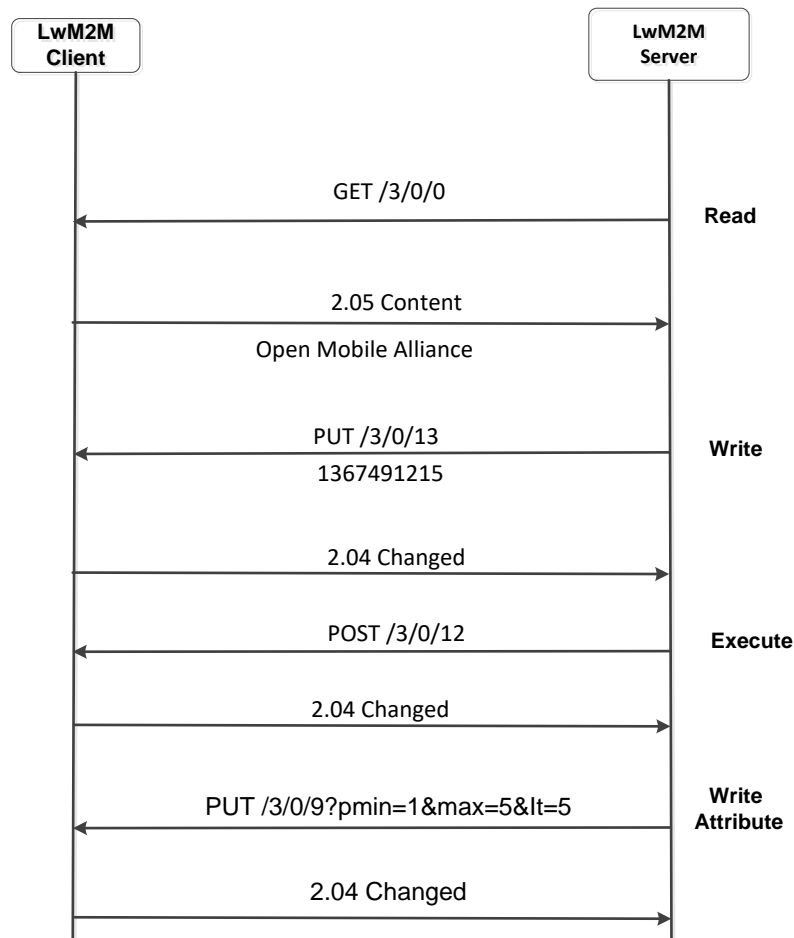 LwM2M
Client
LwM2M
Server
GET /3/0/0
Read
2.05 Content
Open Mobile Alliance
PUT /3/0/13
Write
1367491215
2.04 Changed
POST /3/0/12
Execute
2.04 Changed
PUT /3/0/9?pmin=1&max=5&lt=5
Write
Attribute
2.04 Changed